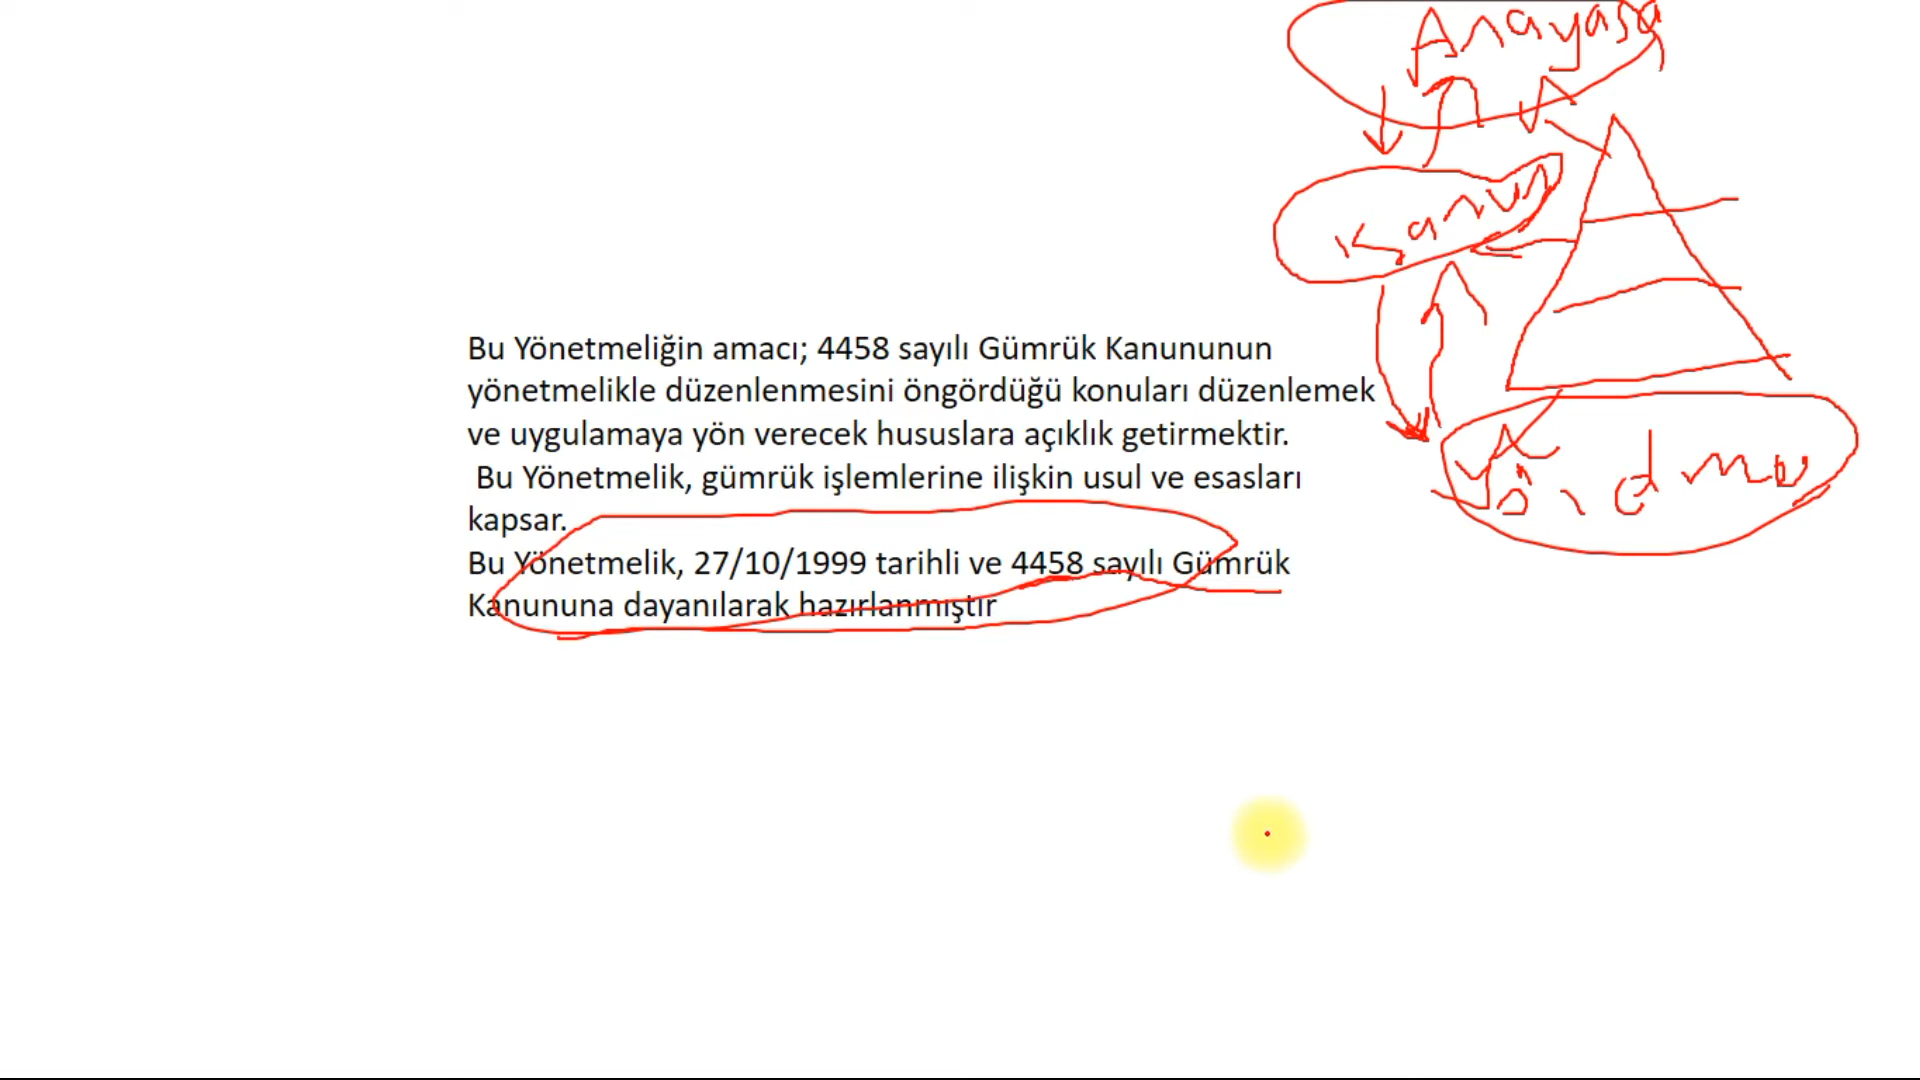 Anayasa
Kanun
Bu Yönetmeliğin amacı; 4458 sayılı Gümrük Kanununun
yönetmelikle düzenlenmesini öngördüğü konuları düzenlemek
ve uygulamaya yön verecek hususlara açıklık getirmektir.
Bu Yönetmelik, gümrük işlemlerine ilişkin usul ve esasları
kapsar.
Bu Yönetmelik, 27/10/1999 tarihli ve 4458 sayılı Gümrük
Kanununa dayanılarak hazırlanmıştır